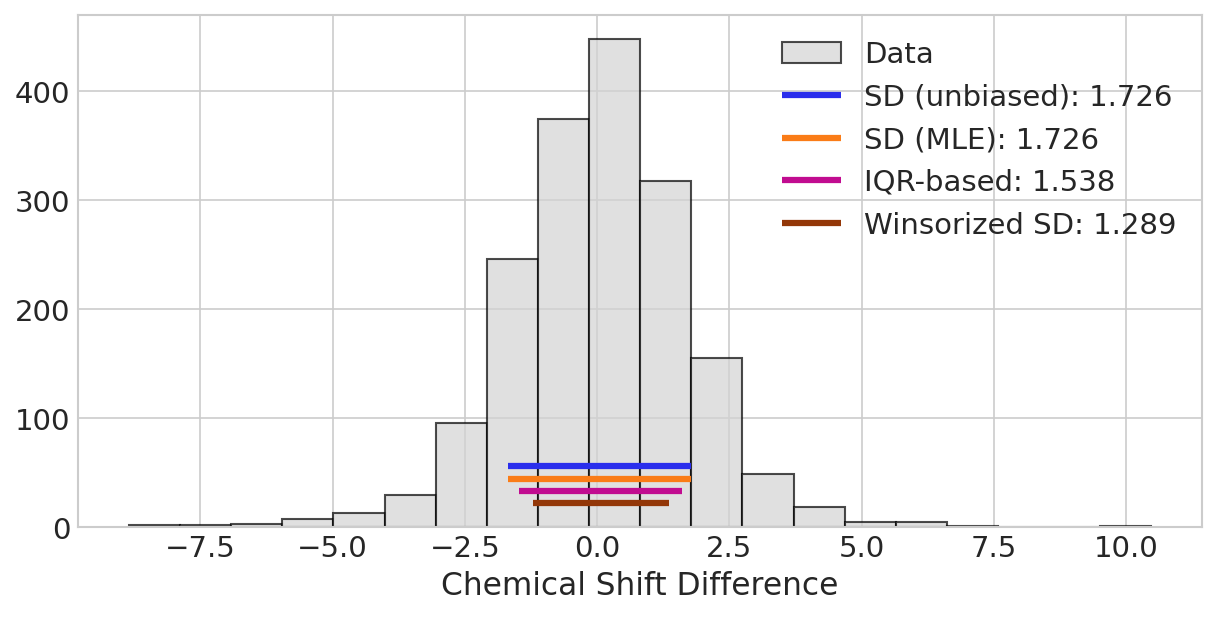 400
300
200
100
0
Data
SD (unbiased): 1.726
SD (MLE): 1.726
IQR-based: 1.538
Winsorized SD: 1.289
−7.5 −5.0 −2.5 0.0 2.5 5.0 7.5 10.0
Chemical Shift Difference